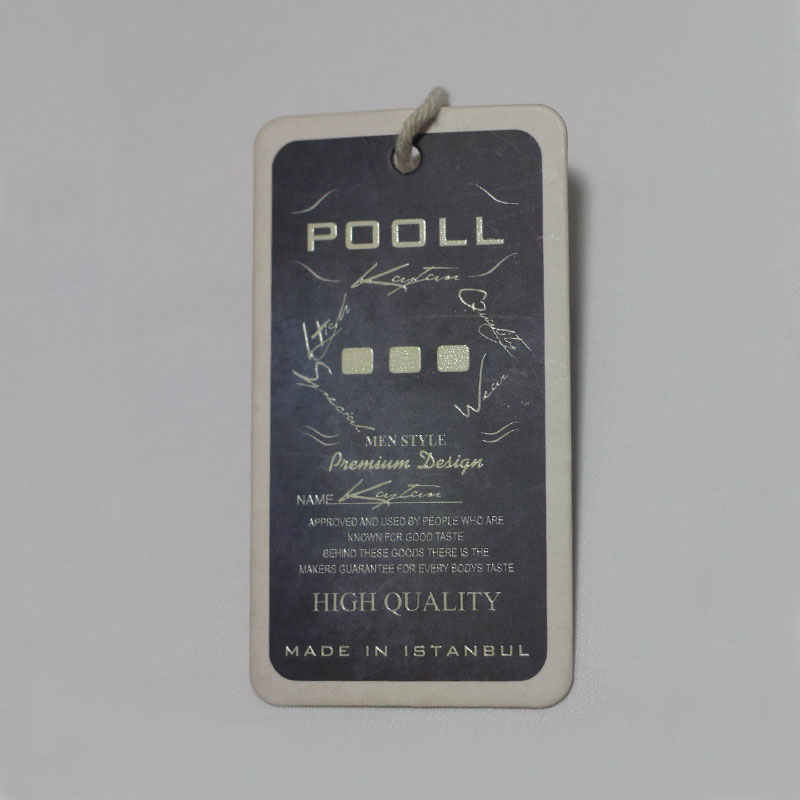 POOLL
Kaytan
High
Quality
Special
Wear
MEN STYLE
Premium Design
NAME Kaytan
APPROVED AND USED BY PEOPLE WHO ARE
KNOWN FOR GOOD TASTE
BEHIND THESE GOODS THERE IS THE
MAKERS GUARANTEE FOR EVERY BODYS TASTE
HIGH QUALITY
MADE IN ISTANBUL